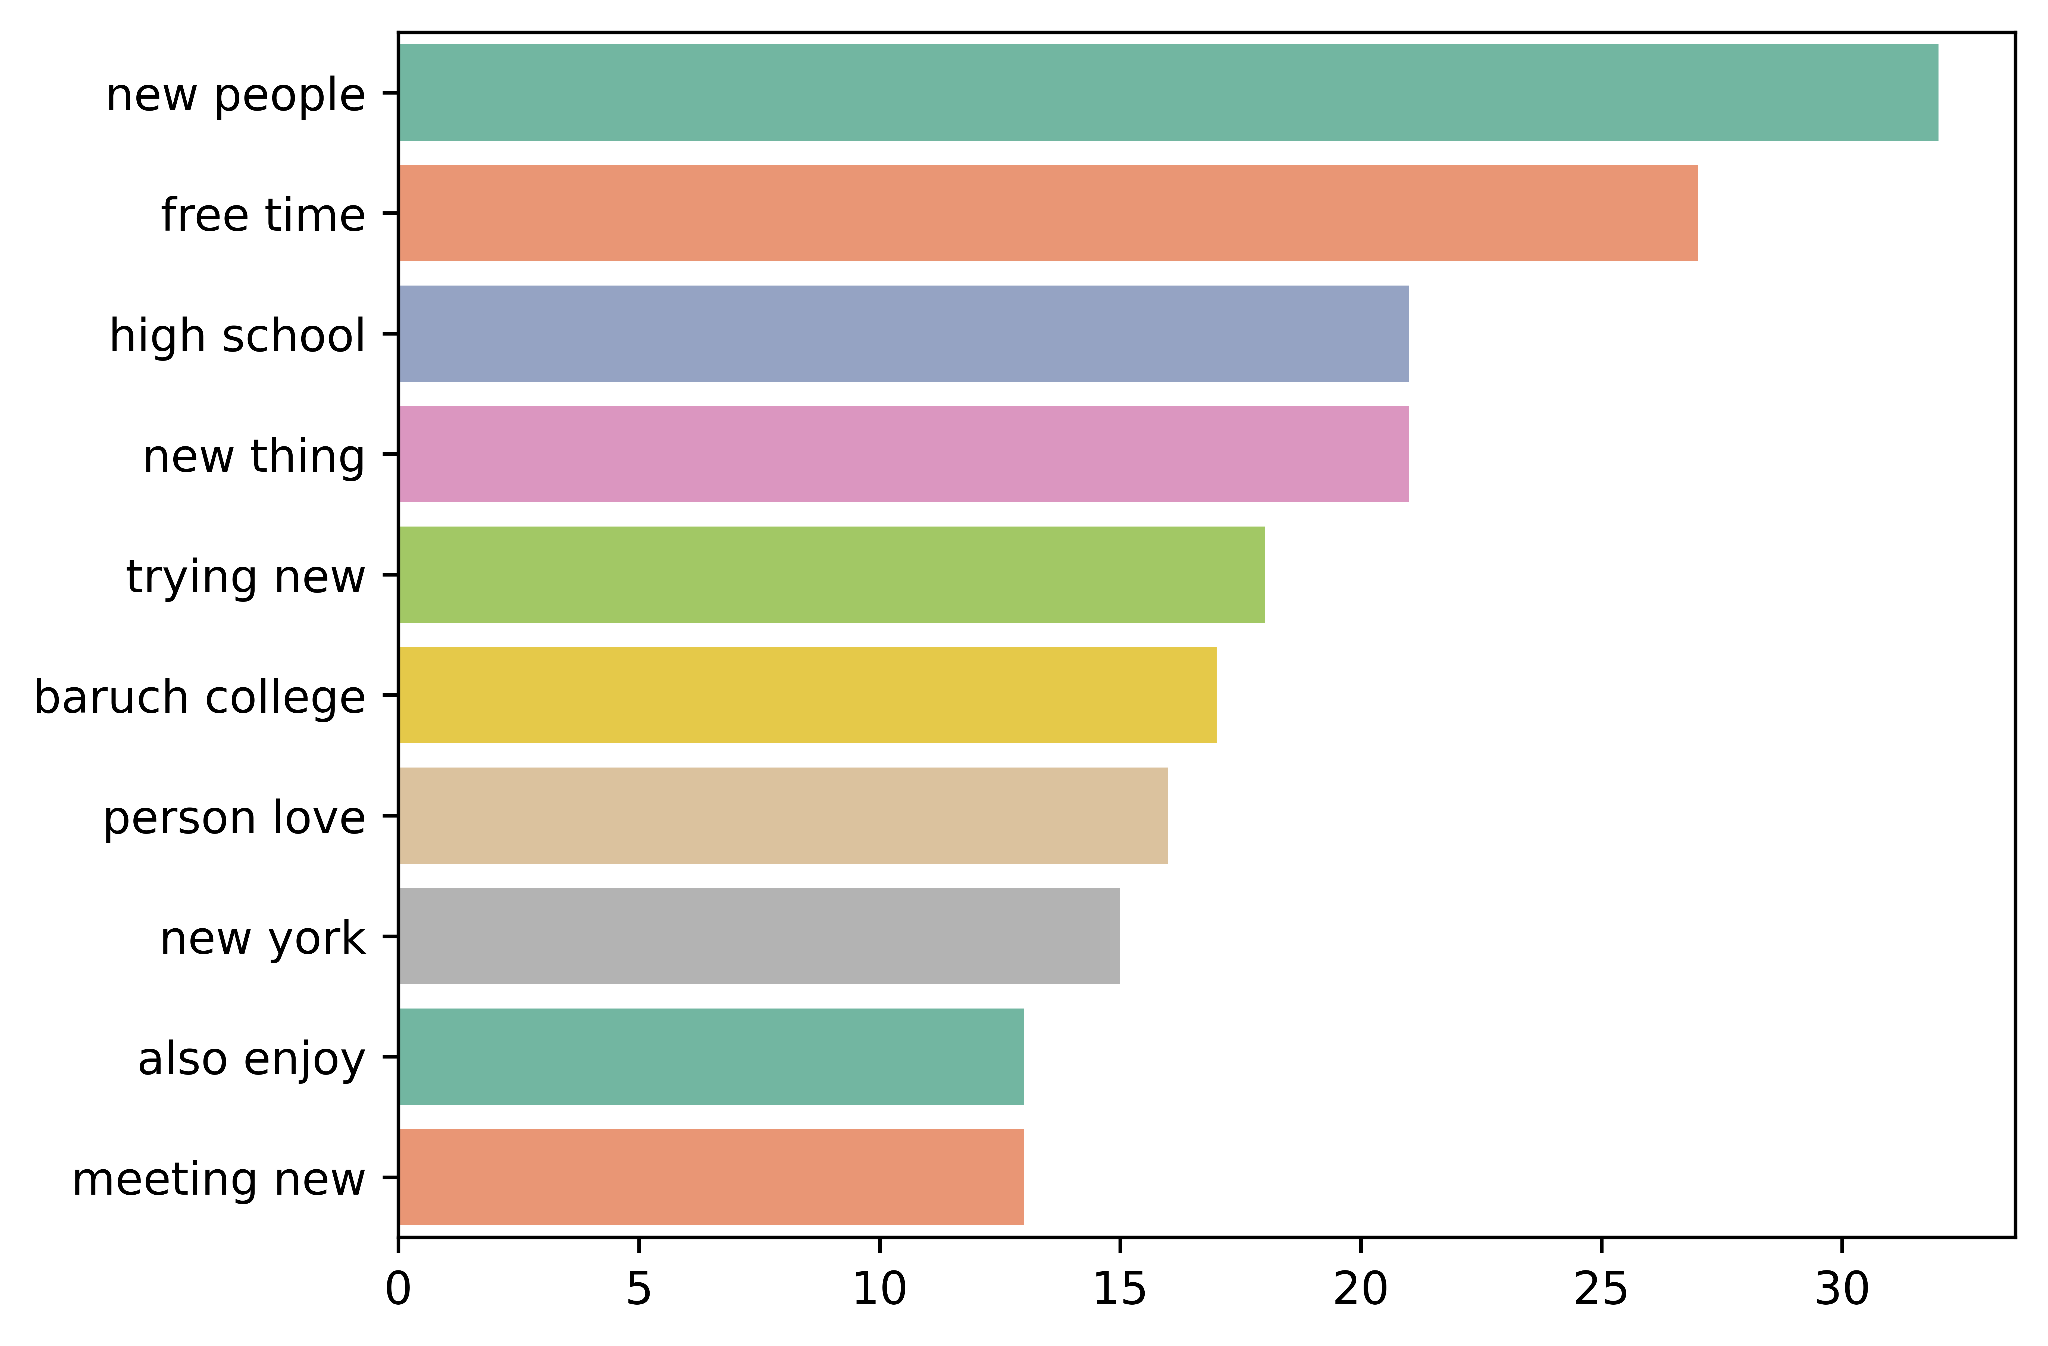 new people
free time
high school
new thing
trying new
baruch college
person love
new york
also enjoy
meeting new
0 5 10 15 20 25 30